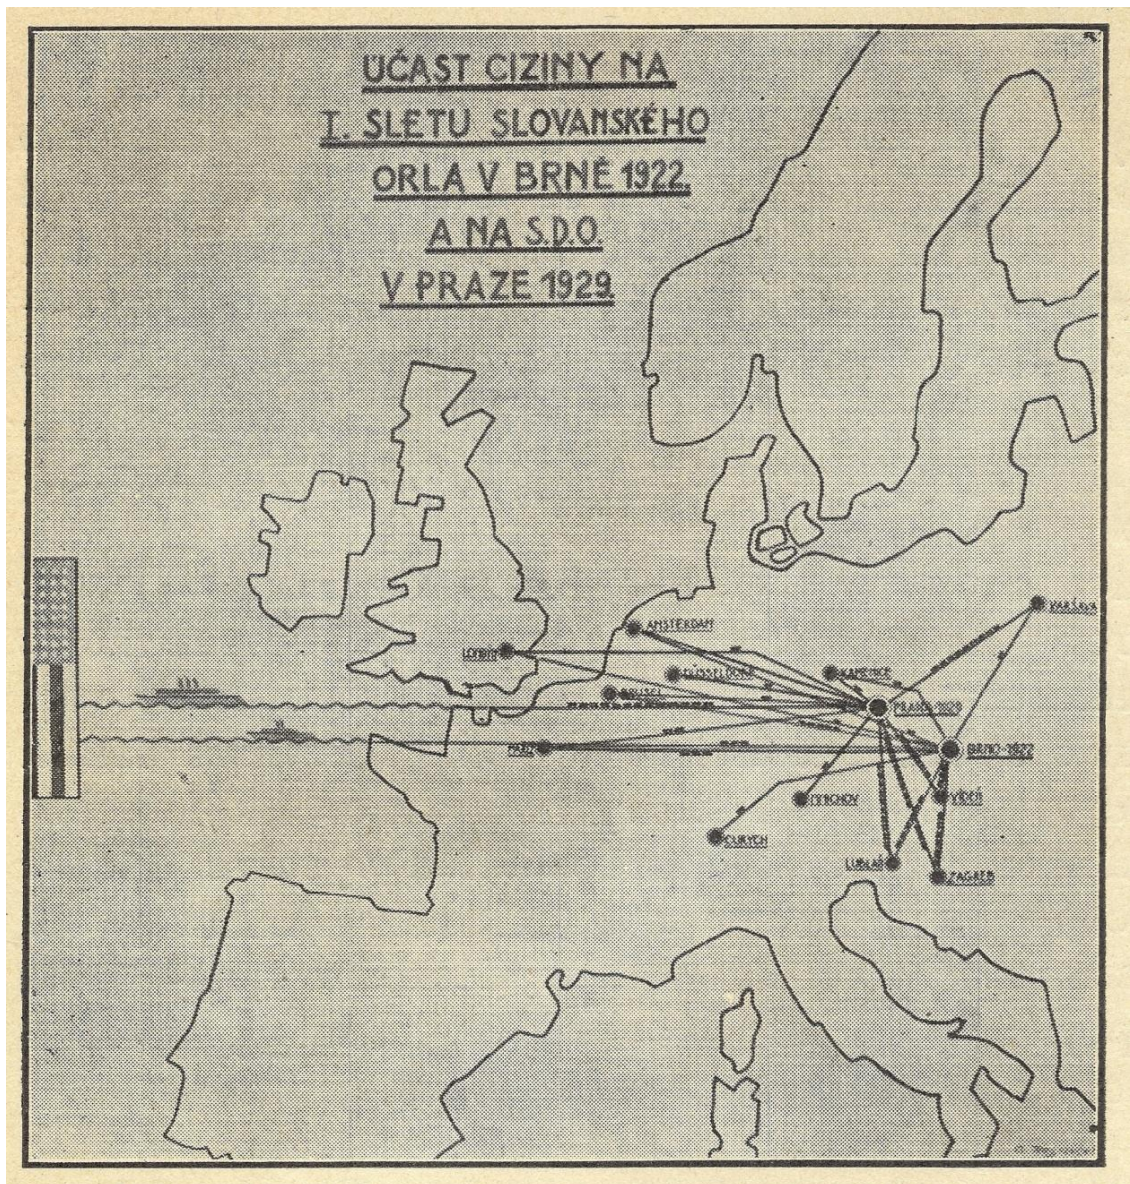 ÚČAST CIZINY NA
I. SLETU SLOVANSKÉHO
ORLA V BRNĚ 1922.
A NA S.D.O.
V PRAZE 1929.
VARŠAVA
AMSTERDAM
LONDÝN
DÜSSELDORF
KAMENICE
BRUSEL
PRAHA-1929
PAŘÍŽ
BRNO-1922
MNICHOV
VÍDEŇ
CURYCH
LUBLAŇ
ZAGREB